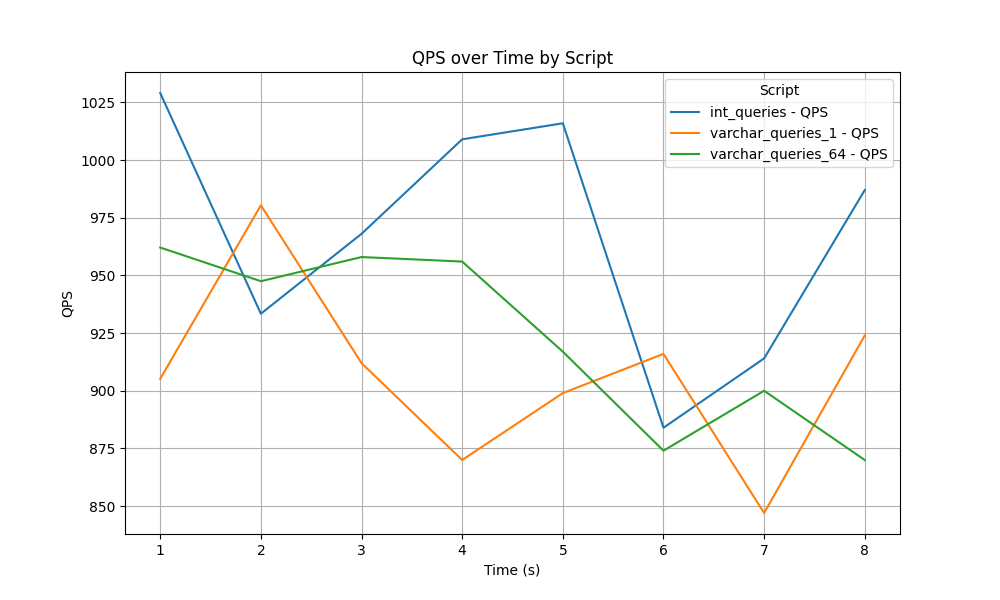 QPS over Time by Script
Script
int_queries - QPS
varchar_queries_1 - QPS
varchar_queries_64 - QPS
QPS
1025
1000
975
950
925
900
875
850
1 2 3 4 5 6 7 8
Time (s)